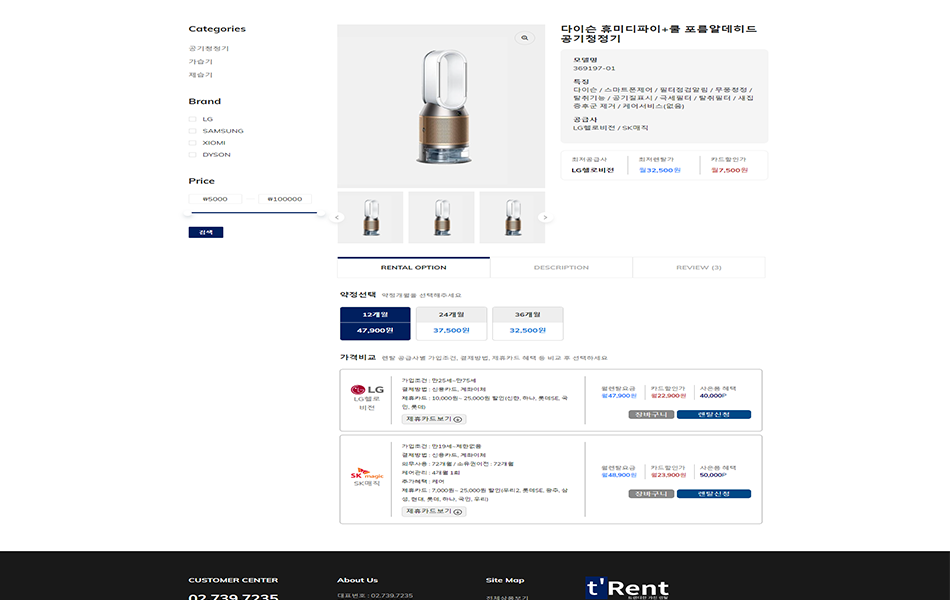 Categories
공기청정기
가습기
제습기
Brand
LG
SAMSUNG
XIOMI
DYSON
Price
₩5000
₩100000
검색
다이슨 휴미디파이+쿨 포름알데히드
공기청정기
모델명
369197-01
특징
다이슨 / 스마트폰제어 / 필터점검알림 / 무풍청정 /
탈취기능 / 공기질표시 / 극세필터 / 탈취필터 / 새집
증후군 제거 / 케어서비스(없음)
공급사
LG헬로비전 / SK매직
최저공급사
LG헬로비전
최저렌탈가
월32,500원
카드할인가
월7,500원
RENTAL OPTION
DESCRIPTION
REVIEW (3)
약정선택 약정개월을 선택해주세요
12개월
47,900원
24개월
37,500원
36개월
32,500원
가격비교 렌탈 공급사별 가입조건, 결제방법, 제휴카드 혜택 등 비교 후 선택하세요
LG
LG헬로
비전
가입조건 : 만25세~만75세
결제방법 : 신용카드, 계좌이체
제휴카드 : 10,000원~ 25,000원 할인(신한, 하나, 롯데SE, 국
민, 롯데)
제휴카드보기
월렌탈요금
월47,900원
카드할인가
월22,900원
사은품 혜택
40,000P
장바구니
렌탈신청
SK magic
SK매직
가입조건 : 만19세~제한없음
결제방법 : 신용카드, 계좌이체
의무사용 : 72개월 / 소유권이전 : 72개월
케어관리 : 4개월 1회
추가혜택 : 케어
제휴카드 : 7,000원~ 25,000원 할인(우리2, 롯데SE, 광주, 삼
성, 현대, 롯데, 하나, 국민, 우리)
제휴카드보기
월렌탈요금
월48,900원
카드할인가
월23,900원
사은품 혜택
50,000P
장바구니
렌탈신청
CUSTOMER CENTER
02.739.7235
About Us
대표번호 : 02.739.7235
Site Map
전체상품보기
t'Rent